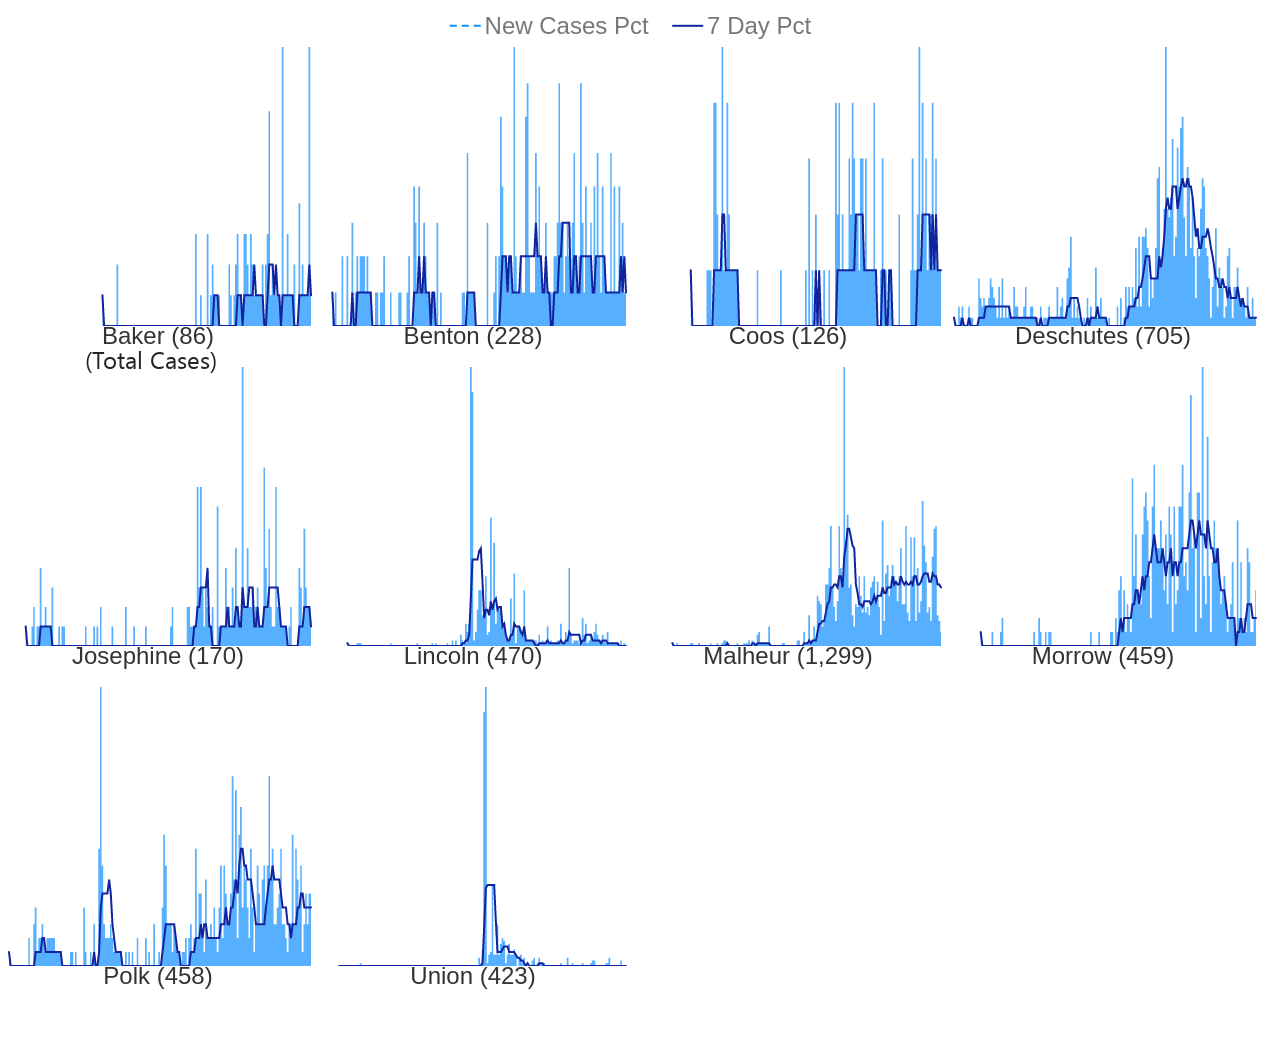 New Cases Pct 7 Day Pct
Baker (86) Benton (228) Coos (126) Deschutes (705)
(Total Cases)
Josephine (170) Lincoln (470) Malheur (1,299) Morrow (459)
Polk (458) Union (423)